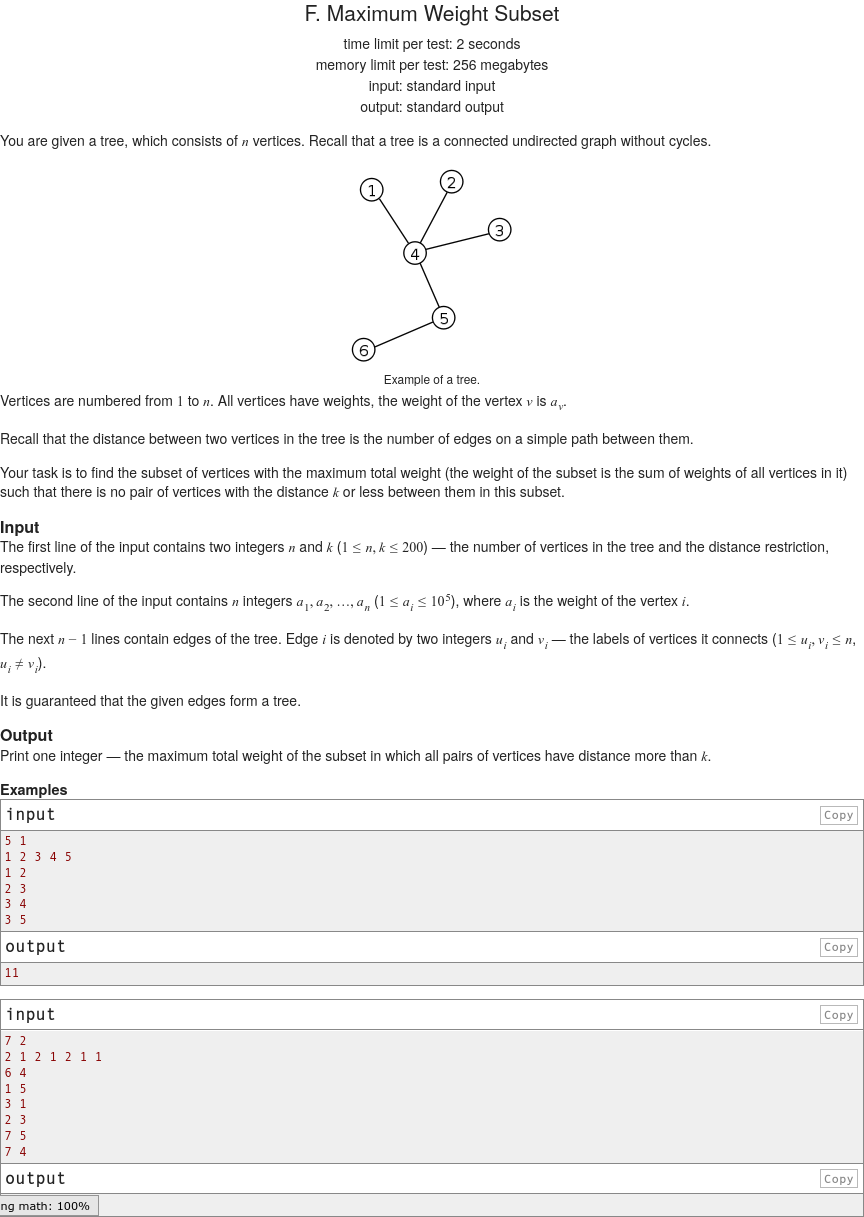 F. Maximum Weight Subset
time limit per test: 2 seconds
memory limit per test: 256 megabytes
input: standard input
output: standard output
You are given a tree, which consists of n vertices. Recall that a tree is a connected undirected graph without cycles.
1
2
3
4
5
6
Example of a tree.
Vertices are numbered from 1 to n. All vertices have weights, the weight of the vertex v is a_v.
Recall that the distance between two vertices in the tree is the number of edges on a simple path between them.
Your task is to find the subset of vertices with the maximum total weight (the weight of the subset is the sum of weights of all vertices in it)
such that there is no pair of vertices with the distance k or less between them in this subset.
Input
The first line of the input contains two integers n and k (1 ≤ n, k ≤ 200) — the number of vertices in the tree and the distance restriction,
respectively.
The second line of the input contains n integers a_1, a_2, …, a_n (1 ≤ a_i ≤ 10^5), where a_i is the weight of the vertex i.
The next n − 1 lines contain edges of the tree. Edge i is denoted by two integers u_i and v_i — the labels of vertices it connects (1 ≤ u_i, v_i ≤ n,
u_i ≠ v_i).
It is guaranteed that the given edges form a tree.
Output
Print one integer — the maximum total weight of the subset in which all pairs of vertices have distance more than k.
Examples
input Copy
5 1
1 2 3 4 5
1 2
2 3
3 4
3 5
output Copy
11
input Copy
7 2
2 1 2 1 2 1 1
6 4
1 5
3 1
2 3
7 5
7 4
output Copy
ng math: 100%